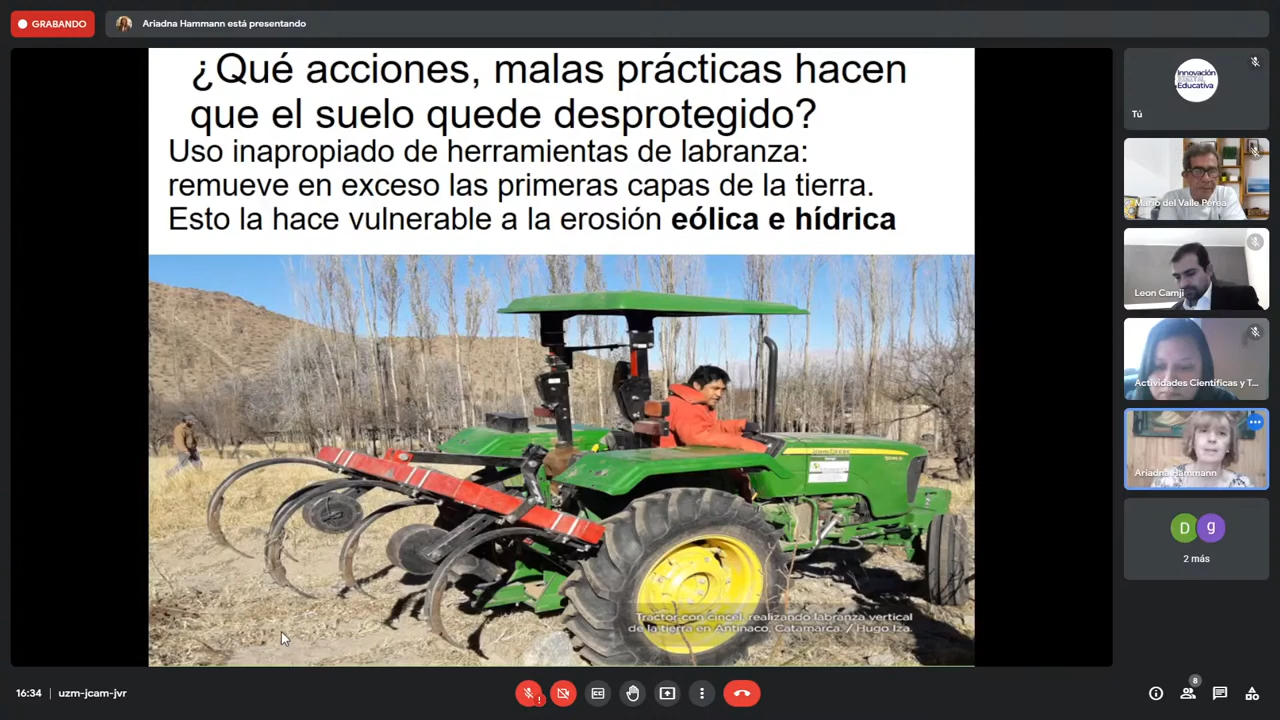 GRABANDO
Ariadna Hammann está presentando
¿Qué acciones, malas prácticas hacen
que el suelo quede desprotegido?
Uso inapropiado de herramientas de labranza:
remueve en exceso las primeras capas de la tierra.
Esto la hace vulnerable a la erosión eólica e hídrica
JOHN DEERE
Tractor con cincel, realizando labranza vertical
de la tierra en Antinaco, Catamarca. / Hugo Iza.
Innovación
Educativa
Tú
Mario del Valle Perea
Leon Camji
Actividades Científicas y T...
Ariadna Hammann
D
g
2 más
16:34
uzm-jcam-jvr
8